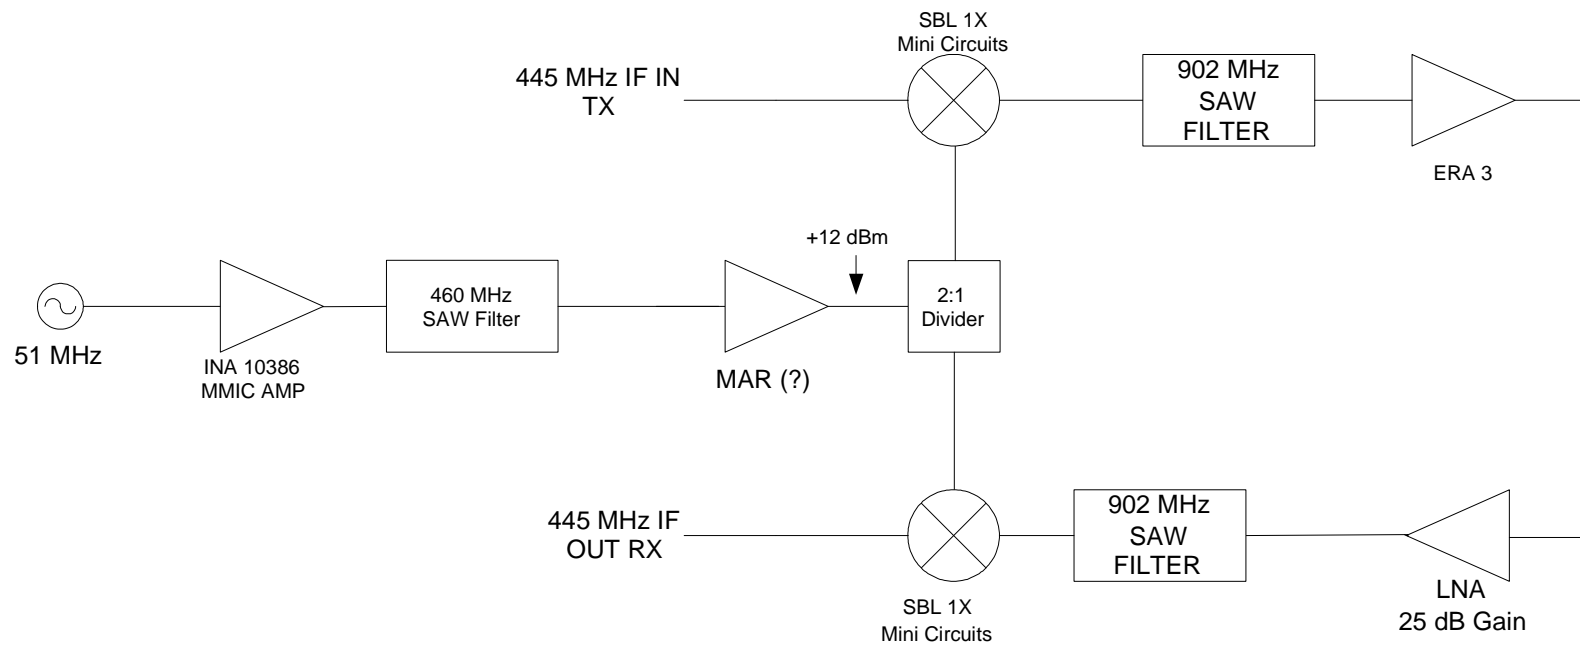 SBL 1X
Mini Circuits
445 MHz IF IN
TX
902 MHz
SAW
FILTER
ERA 3
+12 dBm
460 MHz
SAW Filter
2:1
Divider
51 MHz
INA 10386
MMIC AMP
MAR (?)
445 MHz IF
OUT RX
902 MHz
SAW
FILTER
SBL 1X
Mini Circuits
LNA
25 dB Gain